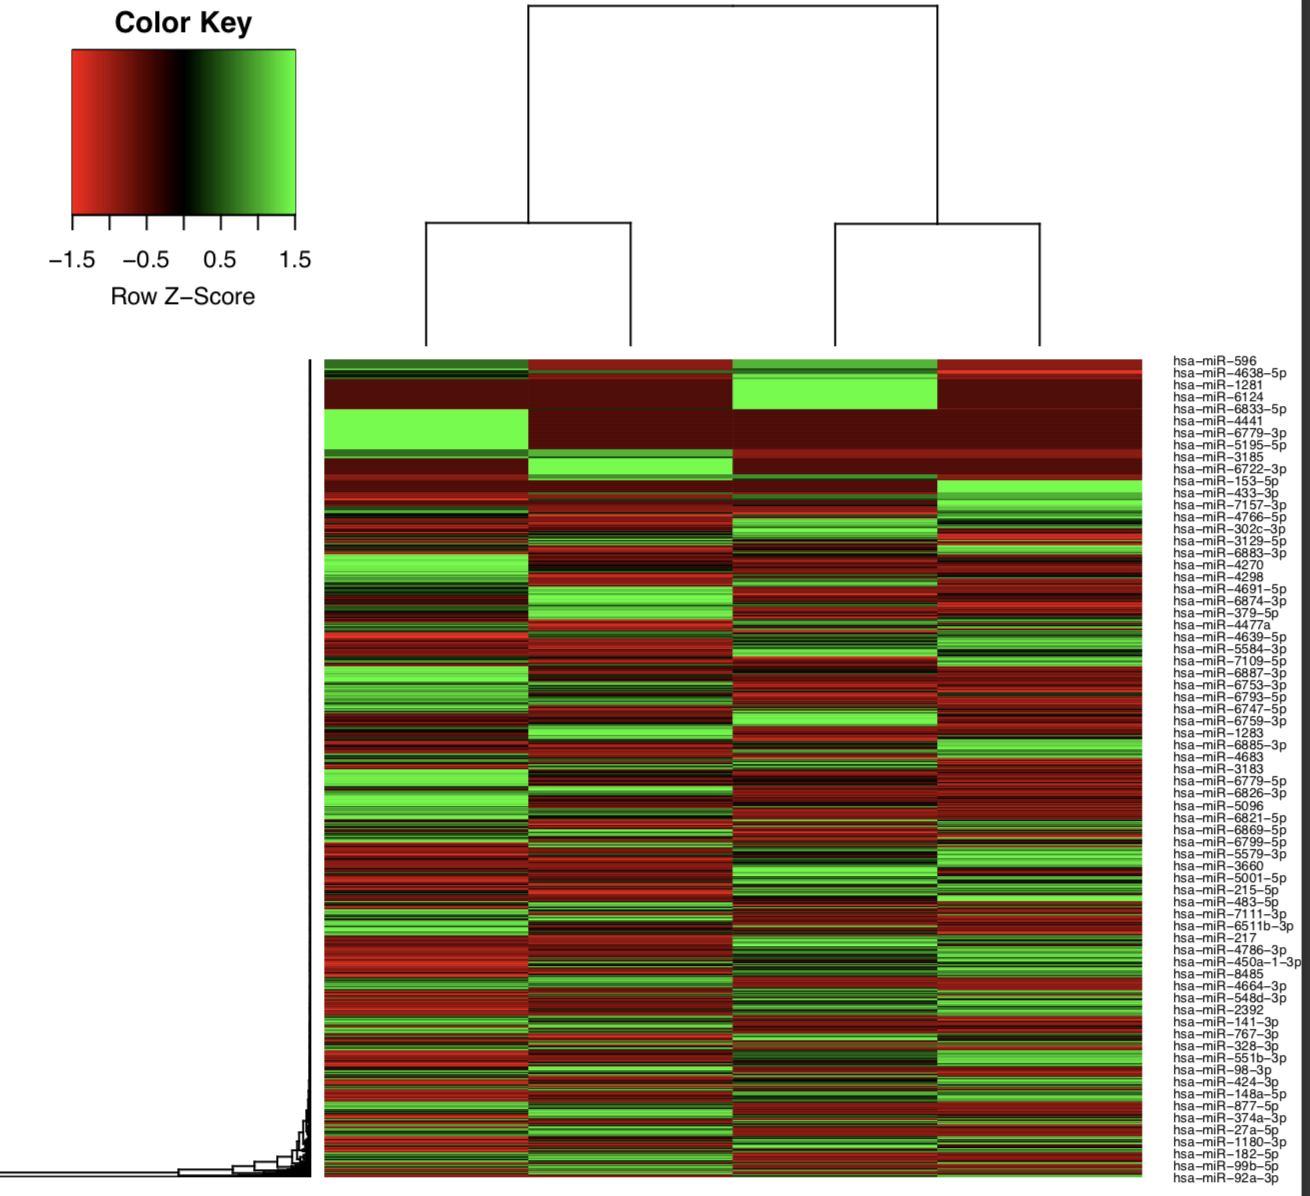 Color Key
−1.5 −0.5 0.5 1.5
Row Z−Score
hsa−miR−596
hsa−miR−4638−5p
hsa−miR−1281
hsa−miR−6124
hsa−miR−6833−5p
hsa−miR−4441
hsa−miR−6779−3p
hsa−miR−5195−5p
hsa−miR−3185
hsa−miR−6722−3p
hsa−miR−153−5p
hsa−miR−433−3p
hsa−miR−7157−3p
hsa−miR−4766−5p
hsa−miR−302c−3p
hsa−miR−3129−5p
hsa−miR−6883−3p
hsa−miR−4270
hsa−miR−4298
hsa−miR−4691−5p
hsa−miR−6874−3p
hsa−miR−379−5p
hsa−miR−4477a
hsa−miR−4639−5p
hsa−miR−5584−3p
hsa−miR−7109−5p
hsa−miR−6887−3p
hsa−miR−6753−3p
hsa−miR−6793−5p
hsa−miR−6747−5p
hsa−miR−6759−3p
hsa−miR−1283
hsa−miR−6885−3p
hsa−miR−4683
hsa−miR−3183
hsa−miR−6779−5p
hsa−miR−6826−3p
hsa−miR−5096
hsa−miR−6821−5p
hsa−miR−6869−5p
hsa−miR−6799−5p
hsa−miR−5579−3p
hsa−miR−3660
hsa−miR−5001−5p
hsa−miR−215−5p
hsa−miR−483−5p
hsa−miR−7111−3p
hsa−miR−6511b−3p
hsa−miR−217
hsa−miR−4786−3p
hsa−miR−450a−1−3p
hsa−miR−8485
hsa−miR−4664−3p
hsa−miR−548d−3p
hsa−miR−2392
hsa−miR−141−3p
hsa−miR−767−3p
hsa−miR−328−3p
hsa−miR−551b−3p
hsa−miR−98−3p
hsa−miR−424−3p
hsa−miR−148a−5p
hsa−miR−877−5p
hsa−miR−374a−3p
hsa−miR−27a−5p
hsa−miR−1180−3p
hsa−miR−182−5p
hsa−miR−99b−5p
hsa−miR−92a−3p